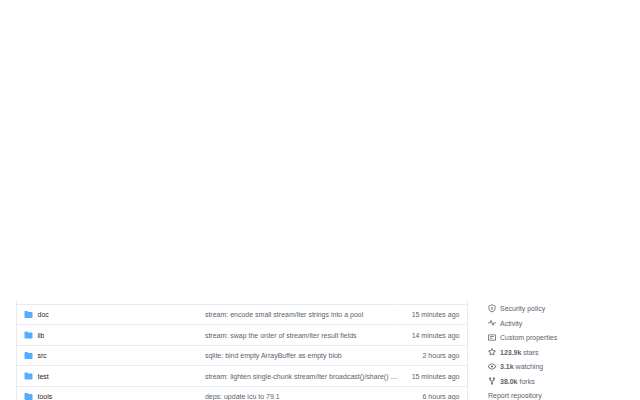 doc stream: encode small stream/iter strings into a pool 15 minutes ago
lib stream: swap the order of stream/iter result fields 14 minutes ago
src sqlite: bind empty ArrayBuffer as empty blob 2 hours ago
test stream: lighten single-chunk stream/iter broadcast()/share() … 15 minutes ago
tools deps: update icu to 79.1 6 hours ago
Security policy
Activity
Custom properties
123.9k stars
3.1k watching
38.0k forks
Report repository